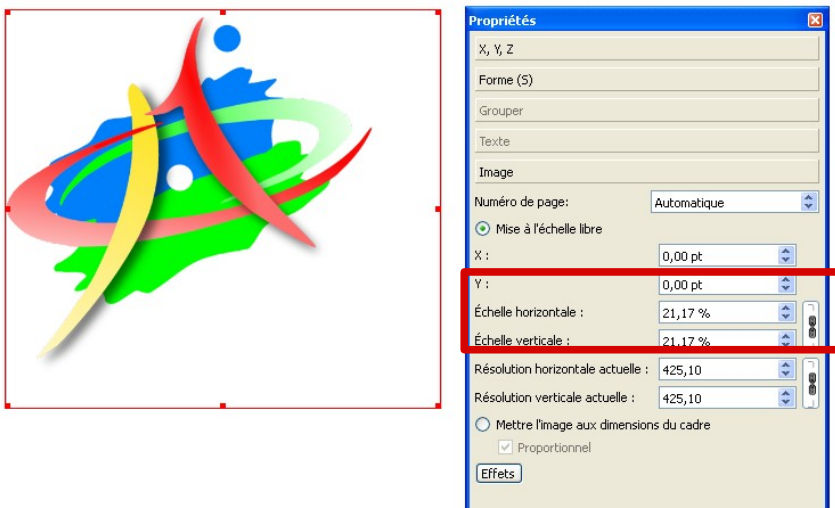 Propriétés
X, Y, Z
Forme (S)
Grouper
Texte
Image
Numéro de page: Automatique
Mise à l'échelle libre
X : 0,00 pt
Y : 0,00 pt
Échelle horizontale : 21,17 %
Échelle verticale : 21,17 %
Résolution horizontale actuelle : 425,10
Résolution verticale actuelle : 425,10
Mettre l'image aux dimensions du cadre
Proportionnel
Effets